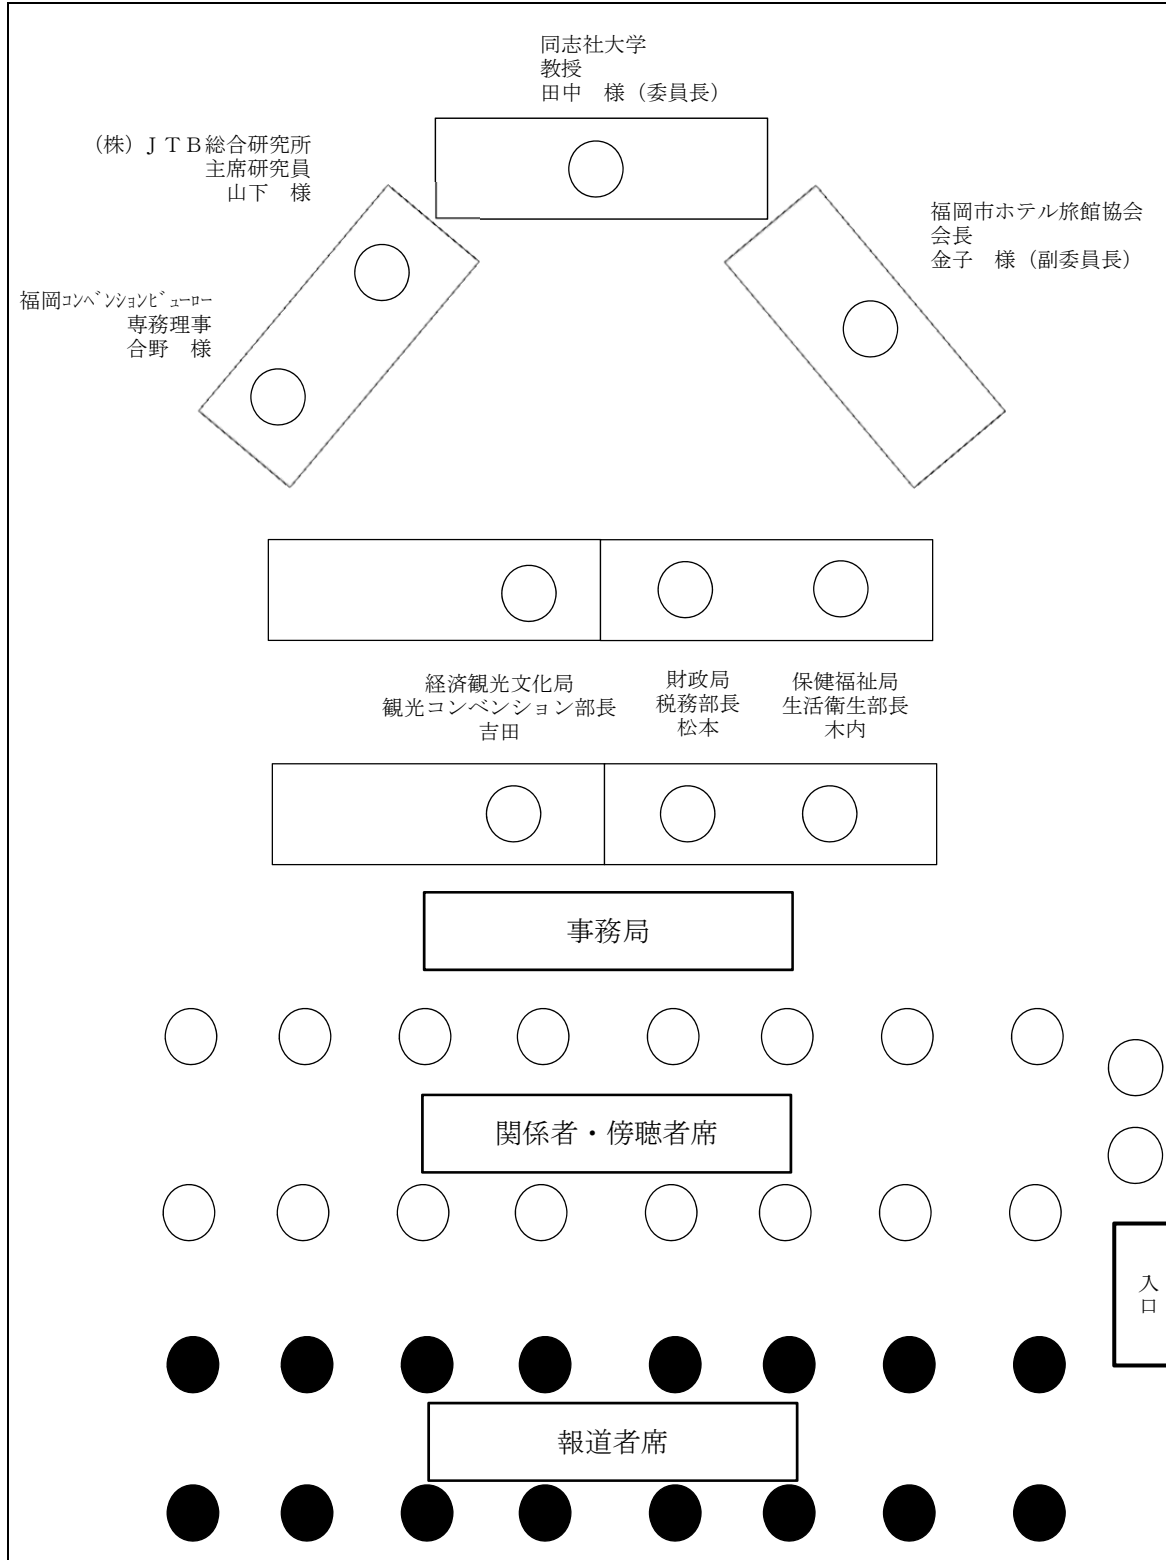 同志社大学
教授
田中　様（委員長）
（株）ＪＴＢ総合研究所
主席研究員
山下　様
福岡市ホテル旅館協会
会長
金子　様（副委員長）
福岡ｺﾝﾍﾞﾝｼｮﾝﾋﾞｭｰﾛｰ
専務理事
合野　様
経済観光文化局
観光コンベンション部長
吉田
財政局
税務部長
松本
保健福祉局
生活衛生部長
木内
事務局
関係者・傍聴者席
入口
報道者席